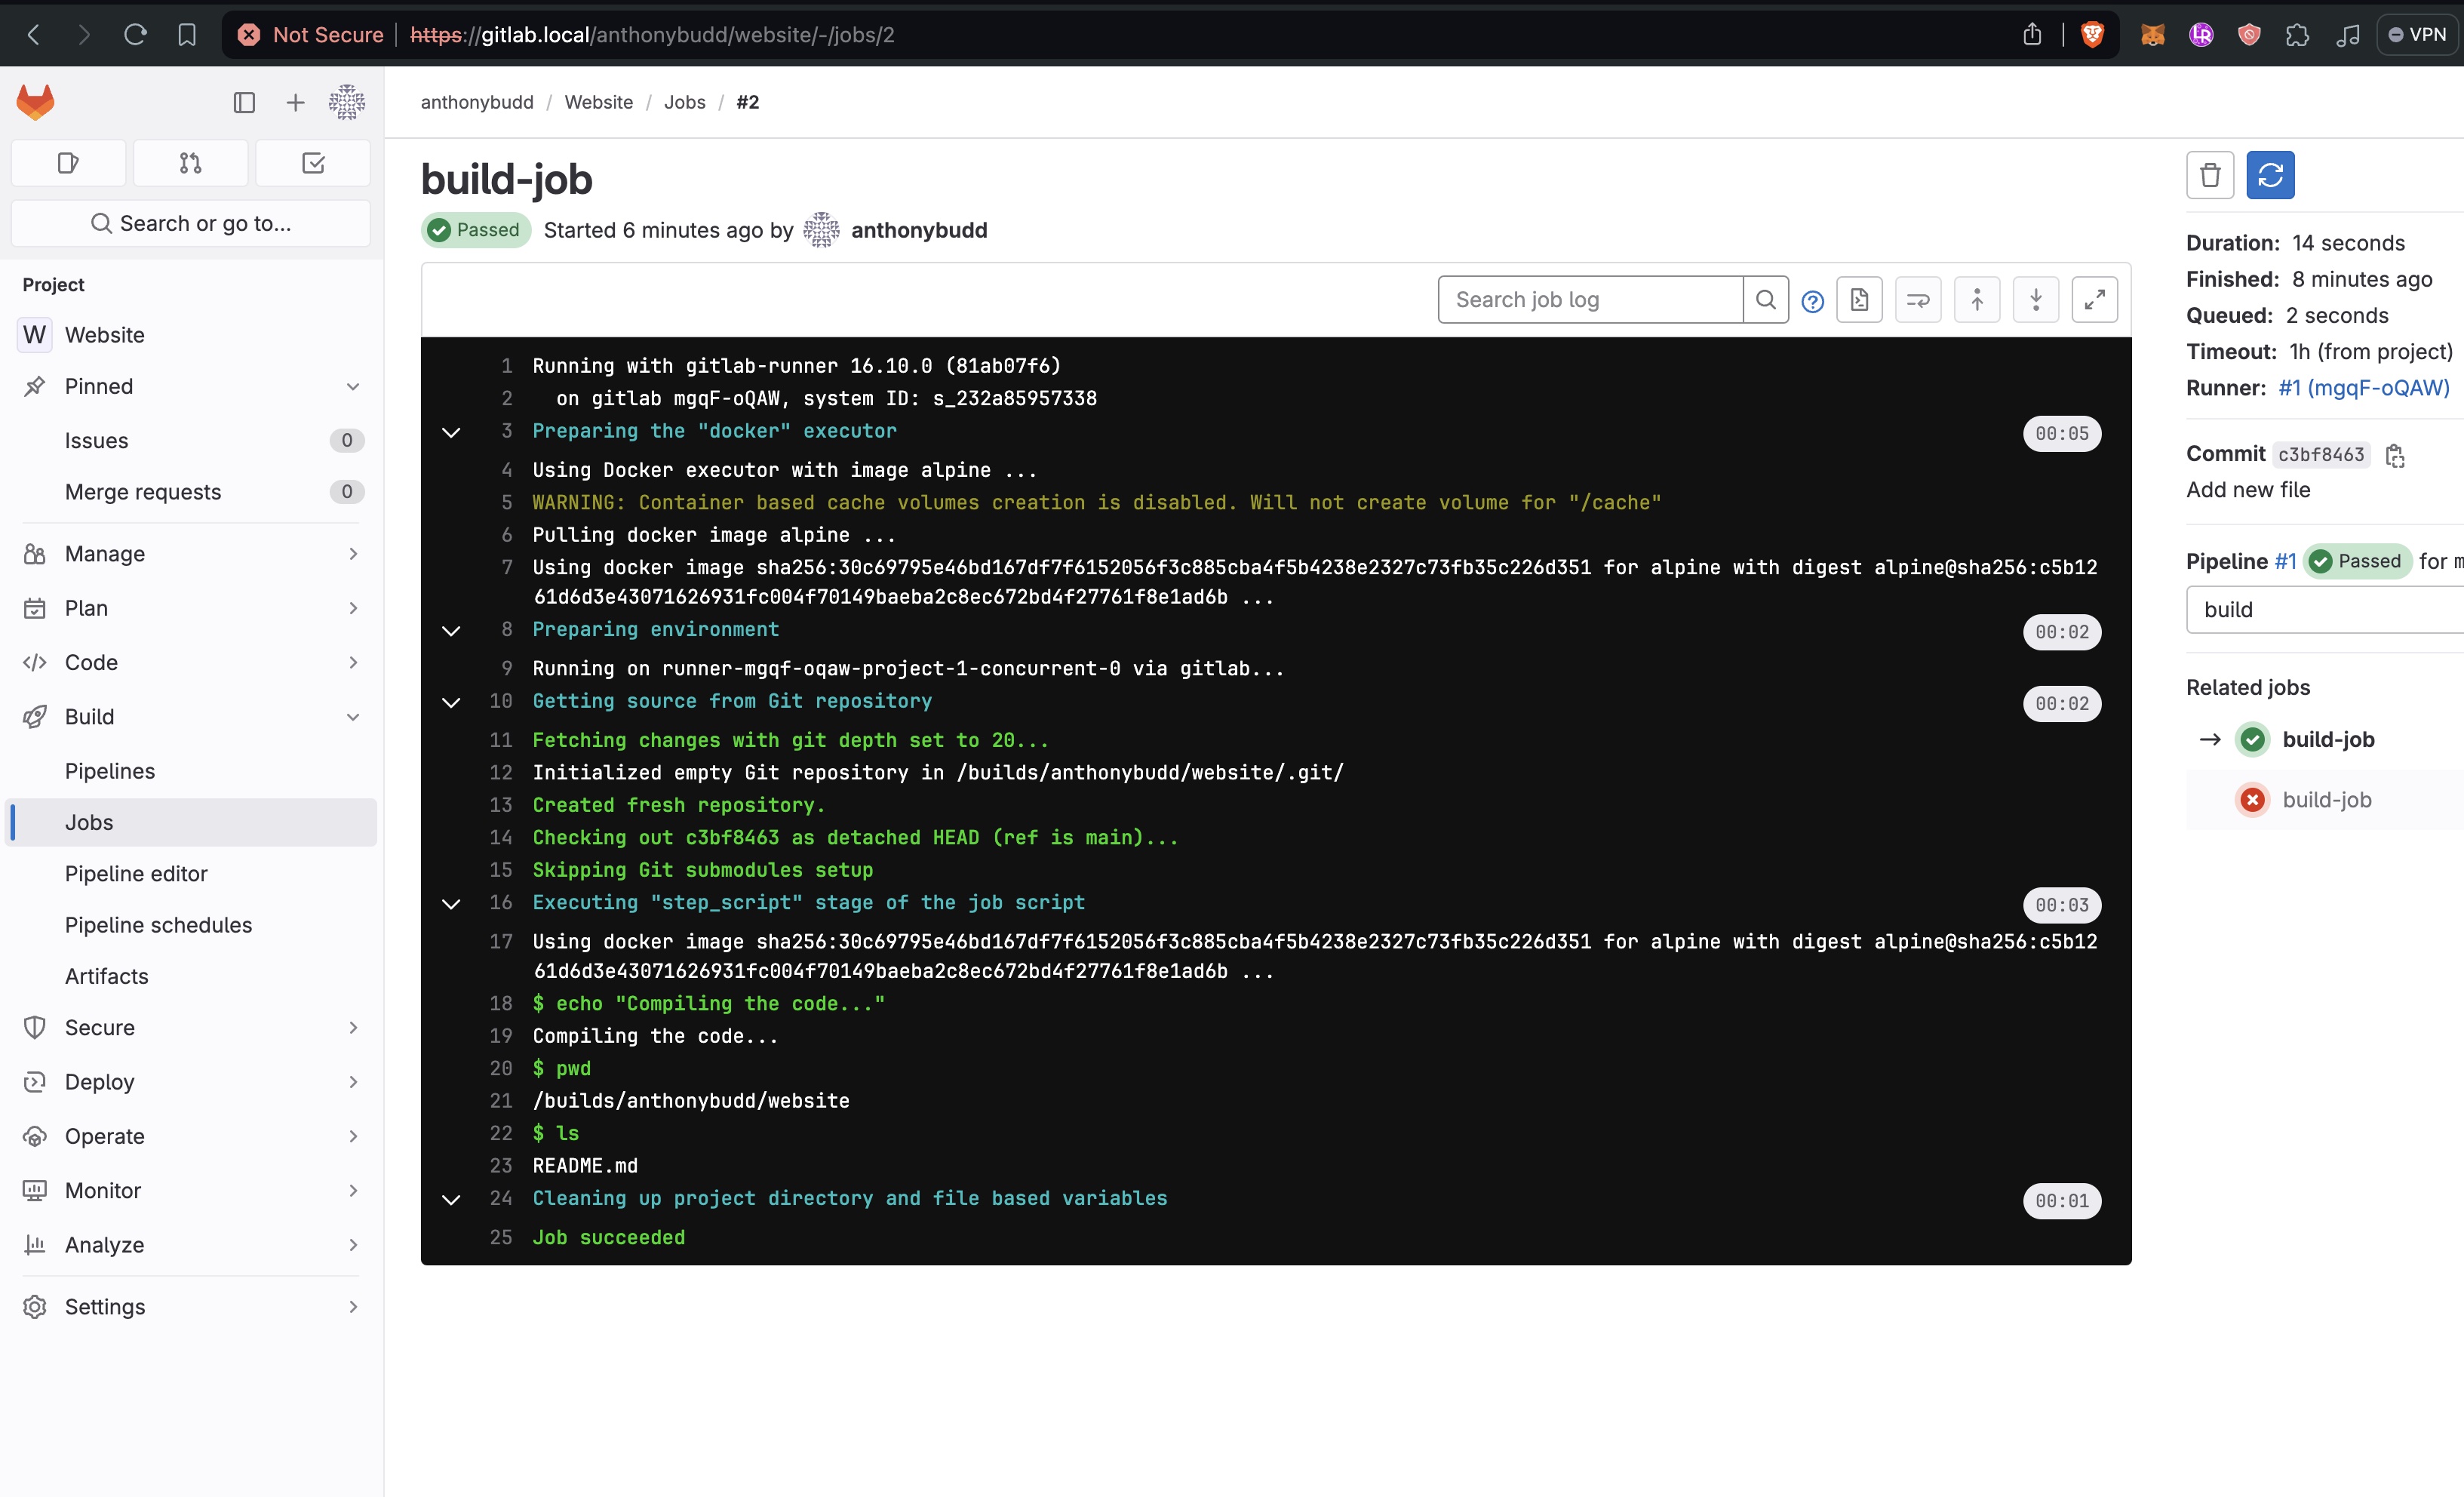 Not Secure https://gitlab.local/anthonybudd/website/-/jobs/2
VPN
anthonybudd / Website / Jobs / #2
Search or go to...
Project
W Website
Pinned
Issues 0
Merge requests 0
Manage
Plan
Code
Build
Pipelines
Jobs
Pipeline editor
Pipeline schedules
Artifacts
Secure
Deploy
Operate
Monitor
Analyze
Settings
build-job
Passed Started 6 minutes ago by anthonybudd
Search job log
1 Running with gitlab-runner 16.10.0 (81ab07f6)
2 on gitlab mgqF-oQAW, system ID: s_232a85957338
3 Preparing the "docker" executor 00:05
4 Using Docker executor with image alpine ...
5 WARNING: Container based cache volumes creation is disabled. Will not create volume for "/cache"
6 Pulling docker image alpine ...
7 Using docker image sha256:30c69795e46bd167df7f6152056f3c885cba4f5b4238e2327c73fb35c226d351 for alpine with digest alpine@sha256:c5b12
61d6d3e43071626931fc004f70149baeba2c8ec672bd4f27761f8e1ad6b ...
8 Preparing environment 00:02
9 Running on runner-mgqf-oqaw-project-1-concurrent-0 via gitlab...
10 Getting source from Git repository 00:02
11 Fetching changes with git depth set to 20...
12 Initialized empty Git repository in /builds/anthonybudd/website/.git/
13 Created fresh repository.
14 Checking out c3bf8463 as detached HEAD (ref is main)...
15 Skipping Git submodules setup
16 Executing "step_script" stage of the job script 00:03
17 Using docker image sha256:30c69795e46bd167df7f6152056f3c885cba4f5b4238e2327c73fb35c226d351 for alpine with digest alpine@sha256:c5b12
61d6d3e43071626931fc004f70149baeba2c8ec672bd4f27761f8e1ad6b ...
18 $ echo "Compiling the code..."
19 Compiling the code...
20 $ pwd
21 /builds/anthonybudd/website
22 $ ls
23 README.md
24 Cleaning up project directory and file based variables 00:01
25 Job succeeded
Duration: 14 seconds
Finished: 8 minutes ago
Queued: 2 seconds
Timeout: 1h (from project)
Runner: #1 (mgqF-oQAW)
Commit c3bf8463
Add new file
Pipeline #1 Passed for
build
Related jobs
build-job
build-job